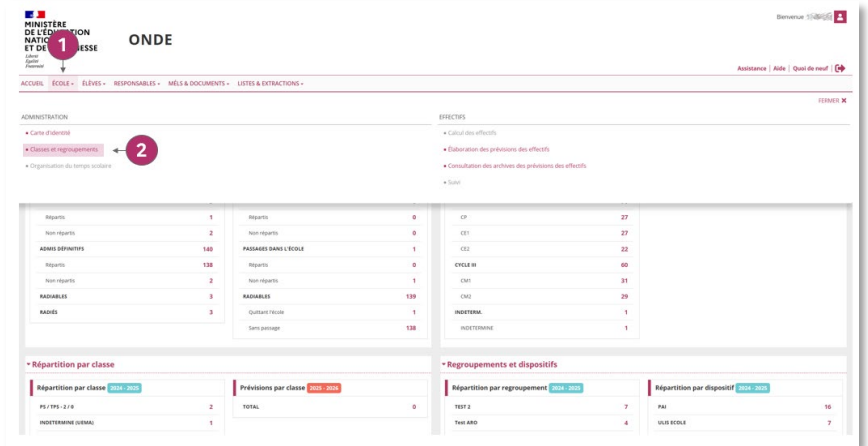 MINISTÈRE
DE L'ÉDUCATION
NATIONALE
ET DE LA JEUNESSE
Liberté
Égalité
Fraternité
ONDE
Bienvenue
1
Assistance | Aide | Quoi de neuf |
ACCUEIL ÉCOLE ÉLÈVES RESPONSABLES MÉLS & DOCUMENTS LISTES & EXTRACTIONS
FERMER ✖
ADMINISTRATION
• Carte d'identité
• Classes et regroupements
2
• Organisation du temps scolaire
EFFECTIFS
• Calcul des effectifs
• Élaboration des prévisions des effectifs
• Consultation des archives des prévisions des effectifs
• Suivi
Répartis 1
Non répartis 2
ADMIS DÉFINITIFS 140
Répartis 138
Non répartis 2
RADIABLES 3
RADIÉS 3
Répartis 0
Non répartis 0
PASSAGES DANS L'ÉCOLE 1
Répartis 0
Non répartis 1
RADIABLES 139
Quittant l'école 1
Sans passage 138
CP 27
CE1 27
CE2 22
CYCLE III 60
CM1 31
CM2 29
INDETERM. 1
INDETERMINE 1
Répartition par classe
Répartition par classe 2024 - 2025
PS / TPS - 2 / 0 2
INDETERMINE (UEMA) 1
Prévisions par classe 2025 - 2026
TOTAL 0
Regroupements et dispositifs
Répartition par regroupement 2024 - 2025
TEST 2 7
Test ARD 4
Répartition par dispositif 2024 - 2025
PAI 16
ULIS ECOLE 7